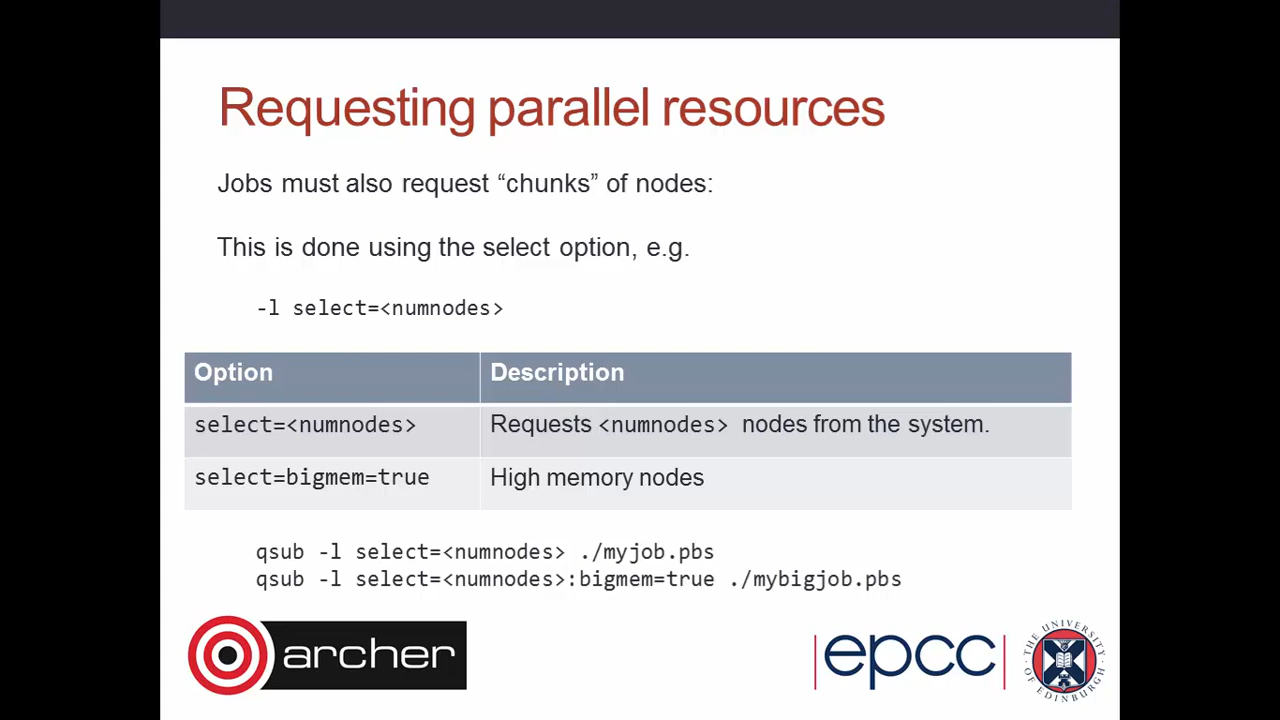 Requesting parallel resources
Jobs must also request “chunks” of nodes:
This is done using the select option, e.g.
-l select=<numnodes>
Option Description
select=<numnodes> Requests <numnodes> nodes from the system.
select=bigmem=true High memory nodes
qsub -l select=<numnodes> ./myjob.pbs
qsub -l select=<numnodes>:bigmem=true ./mybigjob.pbs
archer
epcc
THE UNIVERSITY OF EDINBURGH